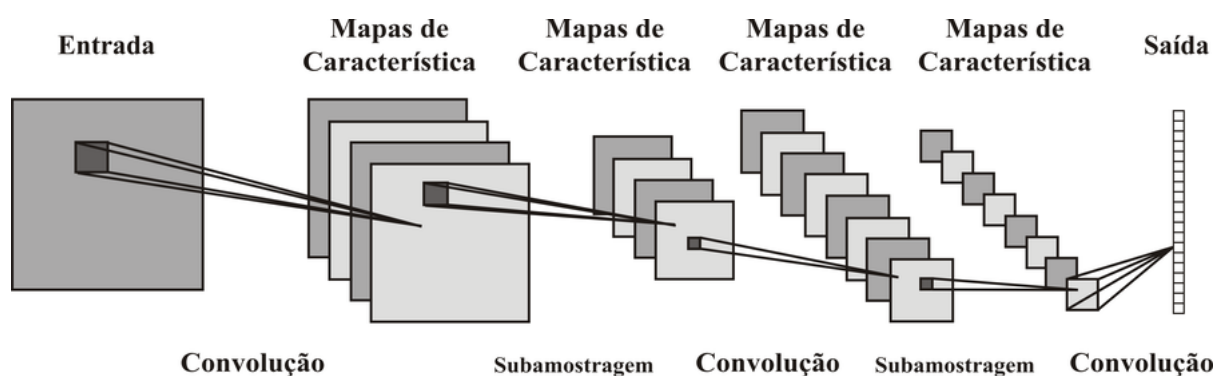 Entrada
Mapas de
Característica
Mapas de
Característica
Mapas de
Característica
Mapas de
Característica
Saída
Convolução
Subamostragem
Convolução
Subamostragem
Convolução